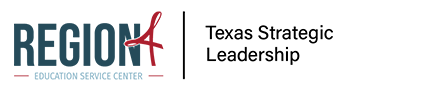 REGION 4
EDUCATION SERVICE CENTER
Texas Strategic
Leadership